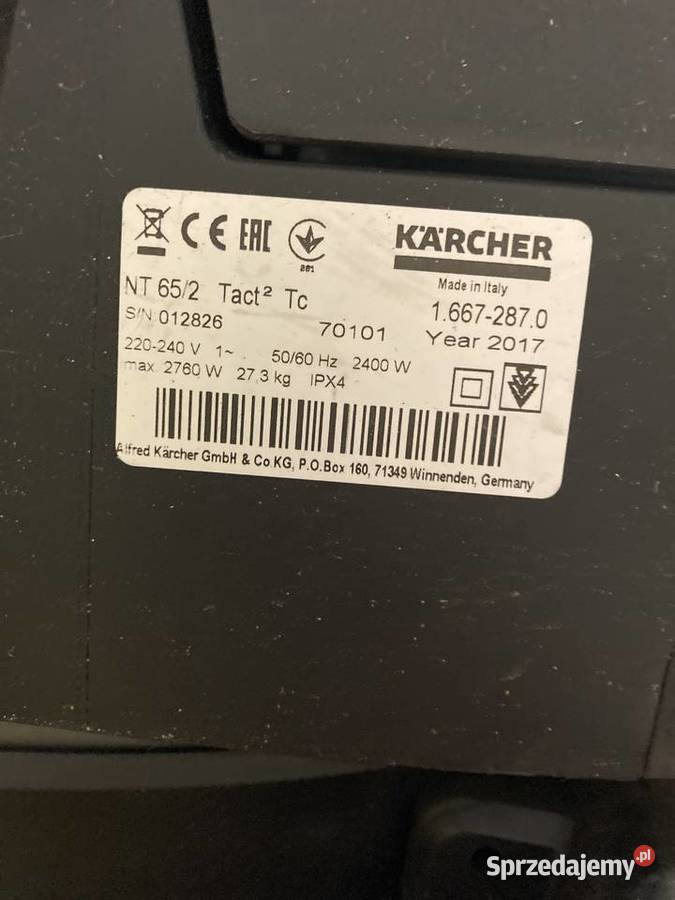 CE EAC
281
KÄRCHER
Made in Italy
NT 65/2 Tact² Tc
1.667-287.0
S/N 012826
70101
Year 2017
220-240 V 1~ 50/60 Hz 2400 W
max. 2760 W 27,3 kg IPX4
Alfred Kärcher GmbH & Co KG, P.O.Box 160, 71349 Winnenden, Germany
Sprzedajemy.pl